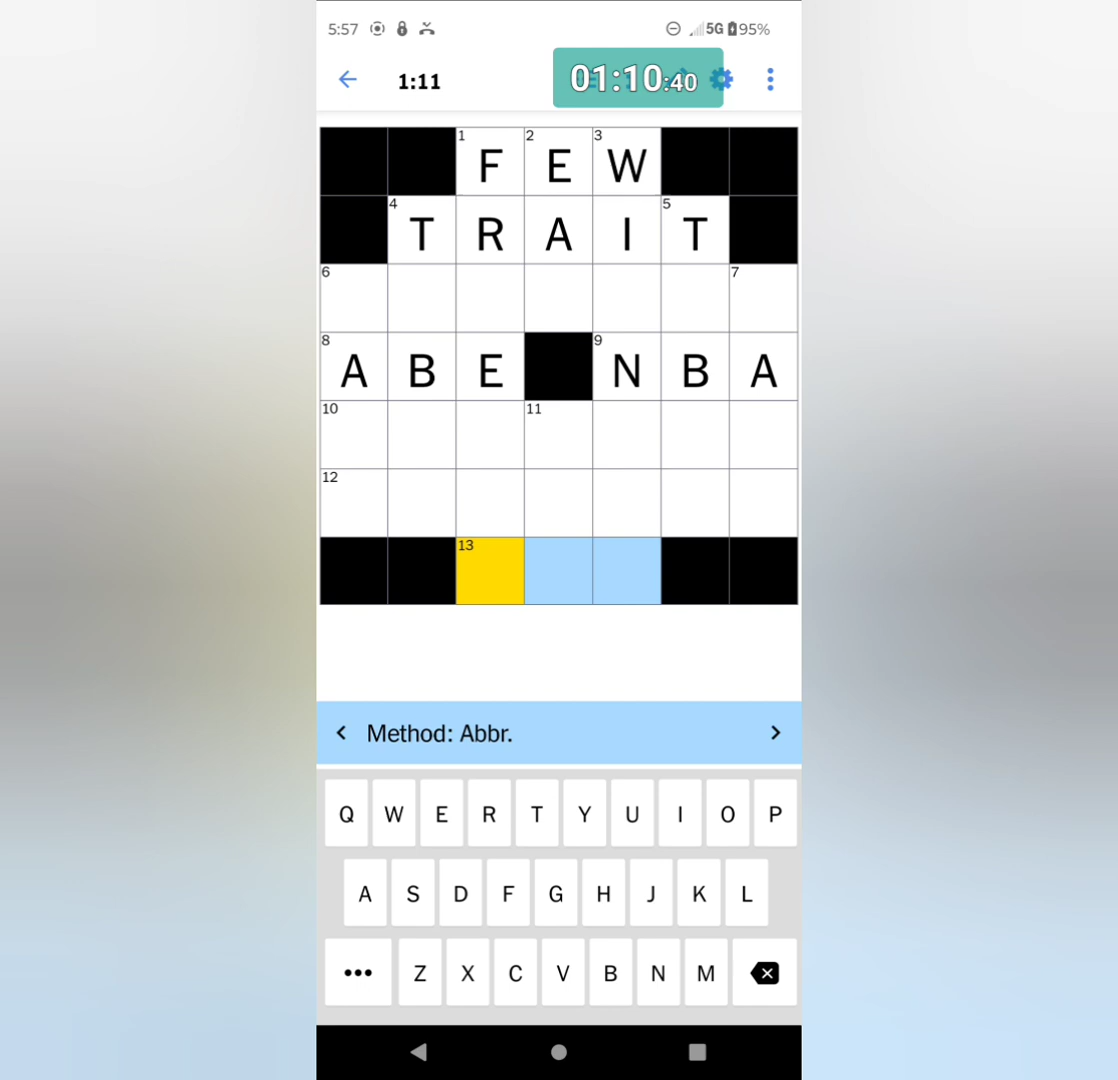 5:57 5G 95%
1:11 01:10:40
1 F 2 E 3 W
4 T R A I 5 T
6 7
8 A B E 9 N B A
10 11
12
13
Method: Abbr.
Q W E R T Y U I O P
A S D F G H J K L
Z X C V B N M